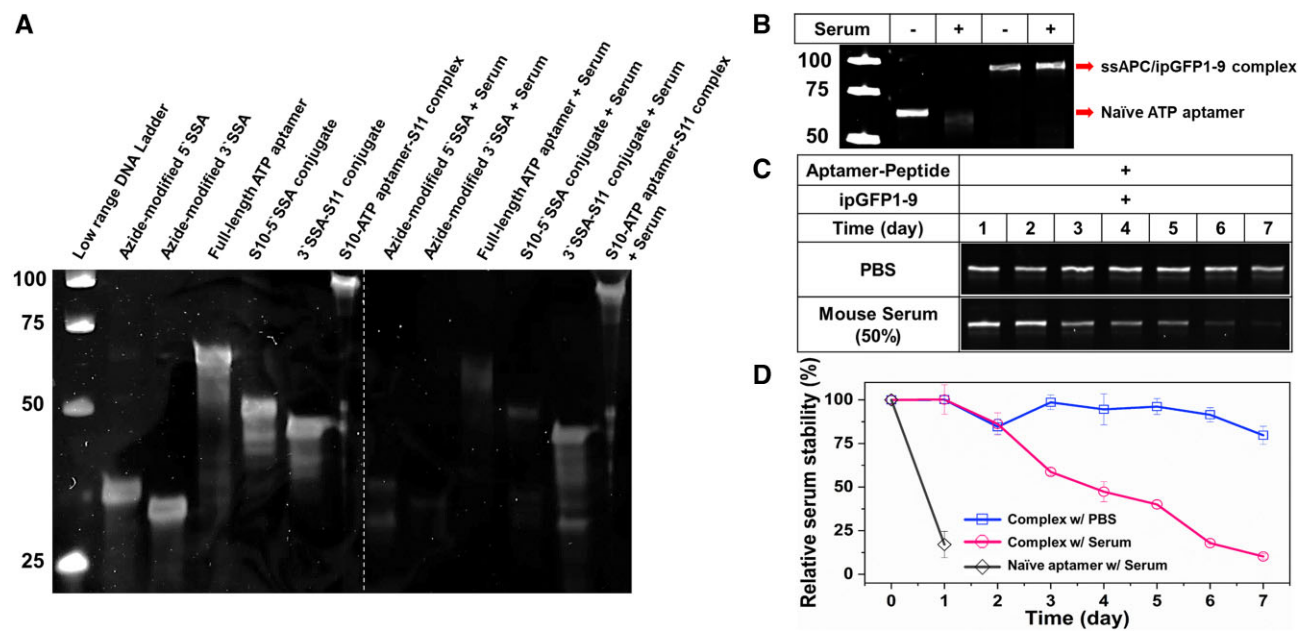 A
Low range DNA Ladder
Azide-modified 5`SSA
Azide-modified 3`SSA
Full-length ATP aptamer
S10-5`SSA conjugate
3`SSA-S11 conjugate
S10-ATP aptamer-S11 complex
Azide-modified 5`SSA + Serum
Azide-modified 3`SSA + Serum
Full-length ATP aptamer + Serum
S10-5`SSA conjugate + Serum
3`SSA-S11 conjugate + Serum
S10-ATP aptamer-S11 complex
+ Serum
100
75
50
25
B
Serum - + - +
100
75
50
ssAPC/ipGFP1-9 complex
Naïve ATP aptamer
C
Aptamer-Peptide +
ipGFP1-9 +
Time (day) 1 2 3 4 5 6 7
PBS
Mouse Serum
(50%)
D
Relative serum stability (%)
100
75
50
25
0
Complex w/ PBS
Complex w/ Serum
Naïve aptamer w/ Serum
0 1 2 3 4 5 6 7
Time (day)